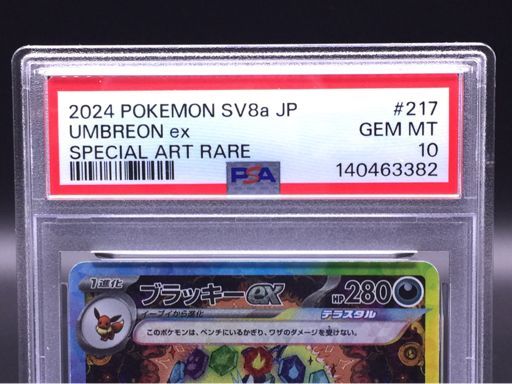 2024 POKEMON SV8a JP #217
UMBREON ex GEM MT
SPECIAL ART RARE 10
PSA 140463382
1進化 ブラッキーex HP280
イーブイから進化 テラスタル
このポケモンは、ベンチにいるかぎり、ワザのダメージを受けない。